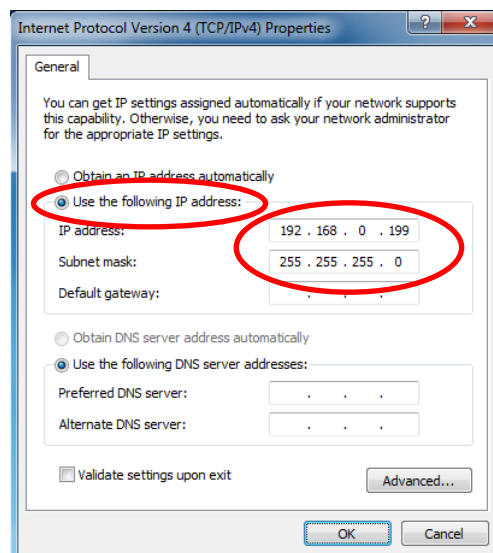 Internet Protocol Version 4 (TCP/IPv4) Properties
?
General
You can get IP settings assigned automatically if your network supports
this capability. Otherwise, you need to ask your network administrator
for the appropriate IP settings.
Obtain an IP address automatically
Use the following IP address:
IP address: 192 . 168 . 0 . 199
Subnet mask: 255 . 255 . 255 . 0
Default gateway: . . .
Obtain DNS server address automatically
Use the following DNS server addresses:
Preferred DNS server: . . .
Alternate DNS server: . . .
Validate settings upon exit
Advanced...
OK Cancel